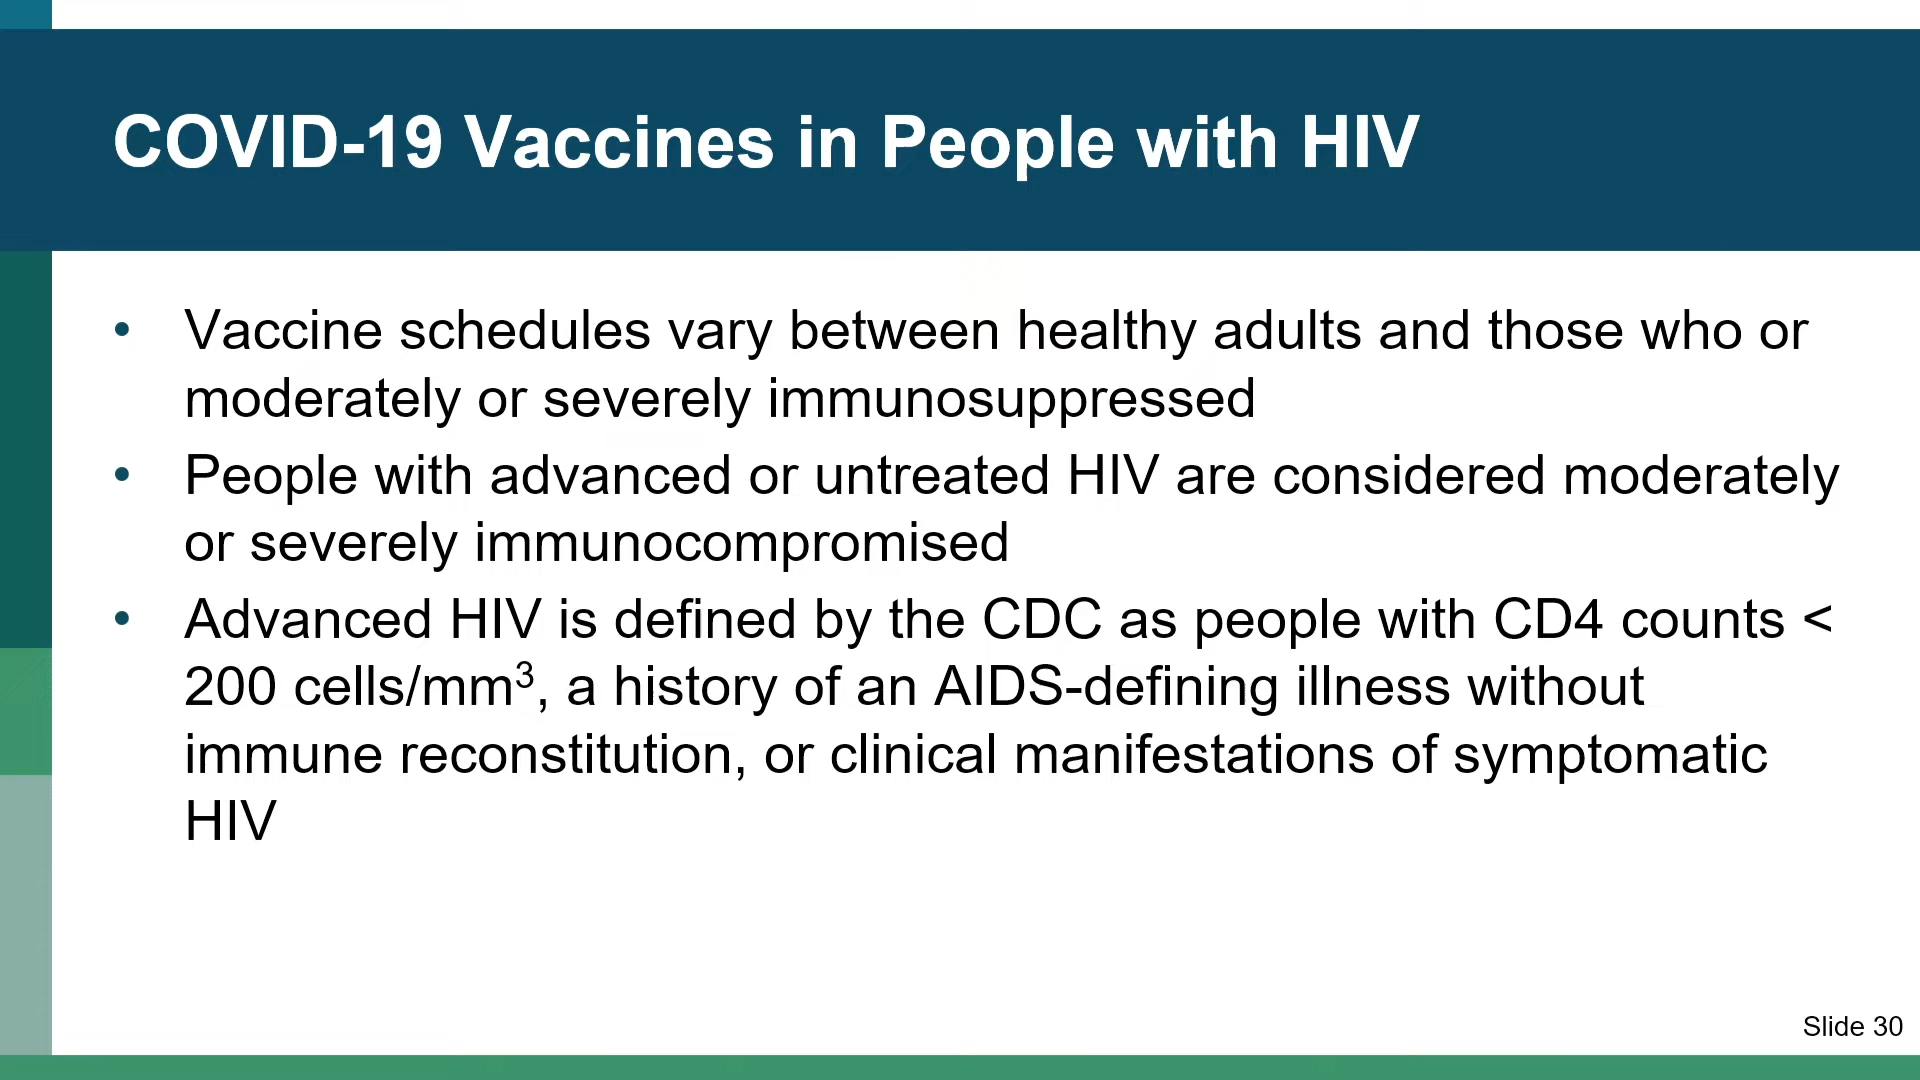 COVID-19 Vaccines in People with HIV
• Vaccine schedules vary between healthy adults and those who or
moderately or severely immunosuppressed
• People with advanced or untreated HIV are considered moderately
or severely immunocompromised
• Advanced HIV is defined by the CDC as people with CD4 counts <
200 cells/mm³, a history of an AIDS-defining illness without
immune reconstitution, or clinical manifestations of symptomatic
HIV
Slide 30